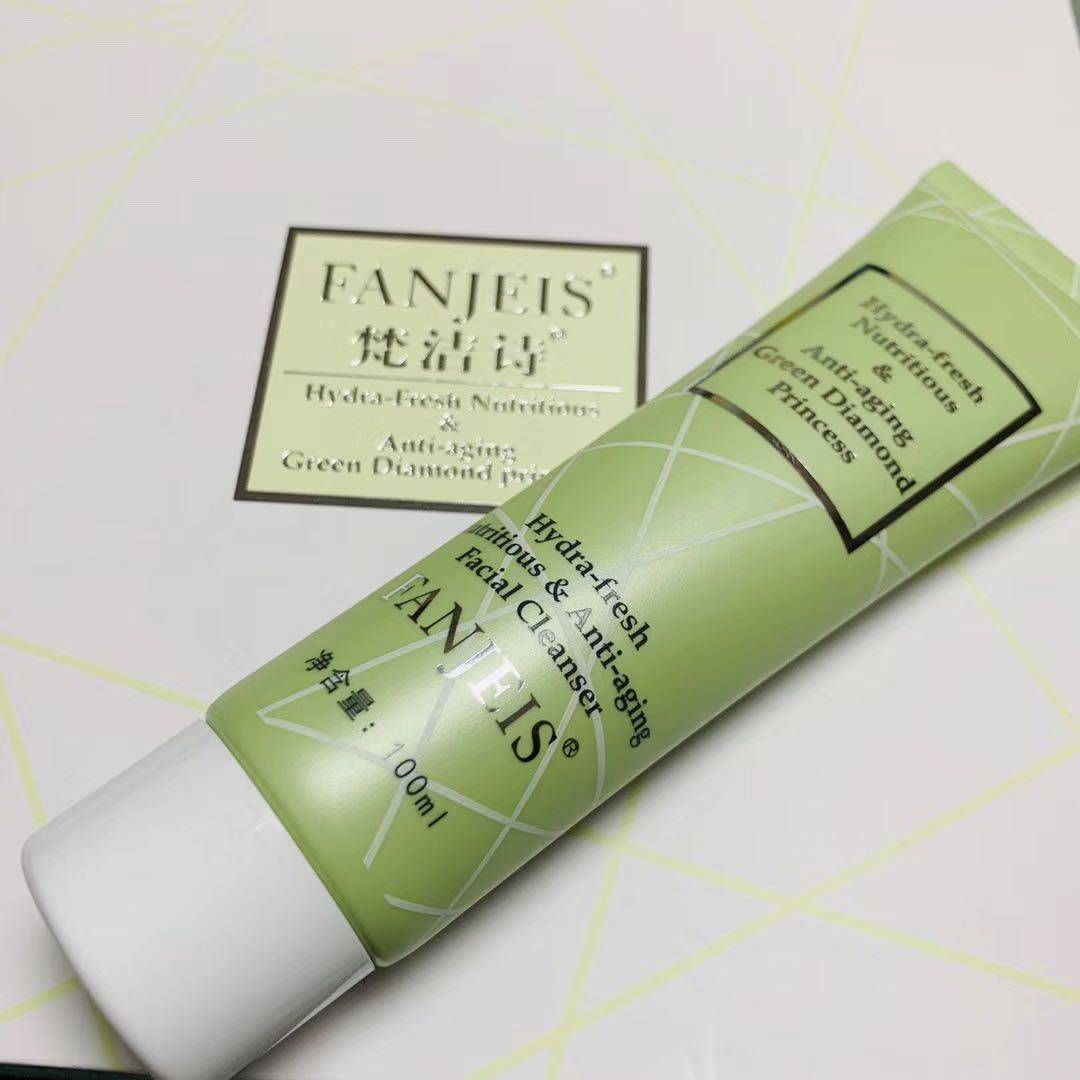 FANJEIS®
梵洁诗®
Hydra-Fresh Nutritious
&
Anti-aging
Green Diamond
Hydra-fresh
Nutritious
&
Anti-aging
Green Diamond
Princess
Hydra-fresh
utritious & Anti-aging
Facial Cleanser
FANJEIS®
净含量：100ml